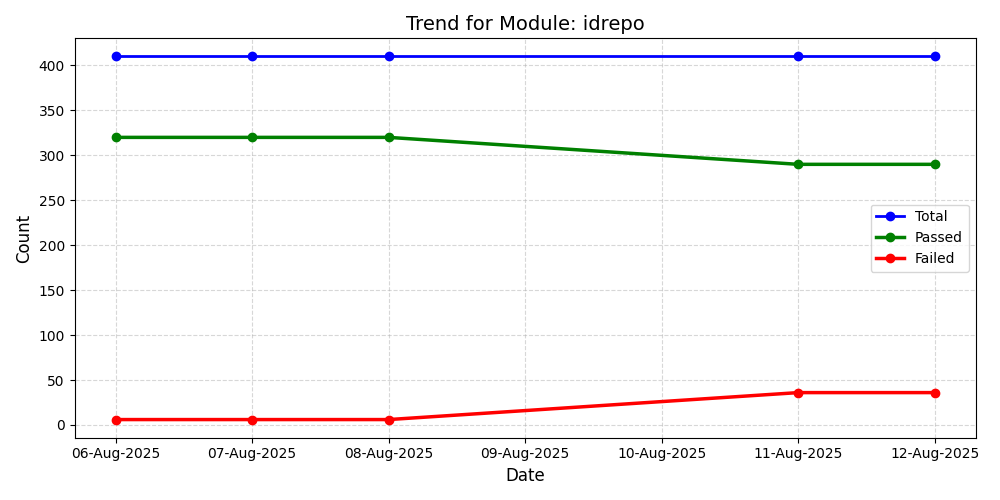 Trend for Module: idrepo
Count
400
350
300
250
200
150
100
50
0
Total
Passed
Failed
06-Aug-2025 07-Aug-2025 08-Aug-2025 09-Aug-2025 10-Aug-2025 11-Aug-2025 12-Aug-2025
Date